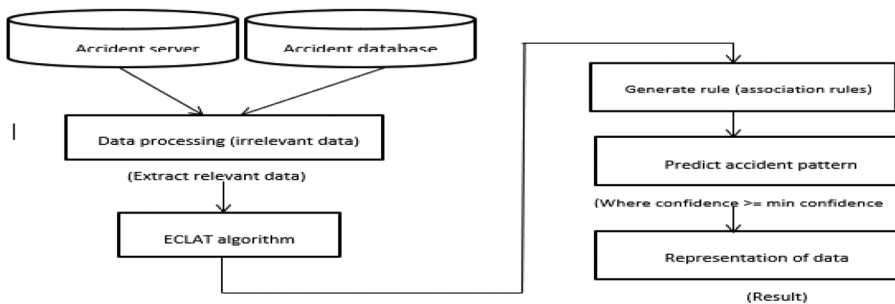 Accident server
Accident database
Data processing (irrelevant data)
(Extract relevant data)
ECLAT algorithm
Generate rule (association rules)
Predict accident pattern
(Where confidence >= min confidence
Representation of data
(Result)